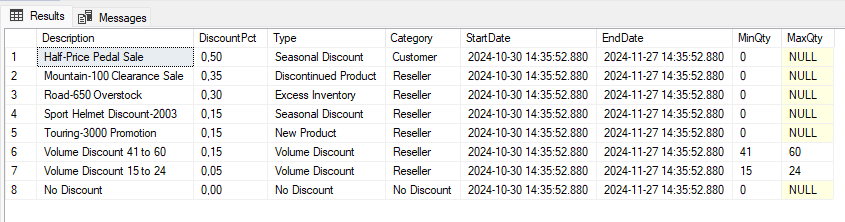 Results Messages
Description DiscountPct Type Category StartDate EndDate MinQty MaxQty
1 Half-Price Pedal Sale 0,50 Seasonal Discount Customer 2024-10-30 14:35:52.880 2024-11-27 14:35:52.880 0 NULL
2 Mountain-100 Clearance Sale 0,35 Discontinued Product Reseller 2024-10-30 14:35:52.880 2024-11-27 14:35:52.880 0 NULL
3 Road-650 Overstock 0,30 Excess Inventory Reseller 2024-10-30 14:35:52.880 2024-11-27 14:35:52.880 0 NULL
4 Sport Helmet Discount-2003 0,15 Seasonal Discount Reseller 2024-10-30 14:35:52.880 2024-11-27 14:35:52.880 0 NULL
5 Touring-3000 Promotion 0,15 New Product Reseller 2024-10-30 14:35:52.880 2024-11-27 14:35:52.880 0 NULL
6 Volume Discount 41 to 60 0,15 Volume Discount Reseller 2024-10-30 14:35:52.880 2024-11-27 14:35:52.880 41 60
7 Volume Discount 15 to 24 0,05 Volume Discount Reseller 2024-10-30 14:35:52.880 2024-11-27 14:35:52.880 15 24
8 No Discount 0,00 No Discount No Discount 2024-10-30 14:35:52.880 2024-11-27 14:35:52.880 0 NULL